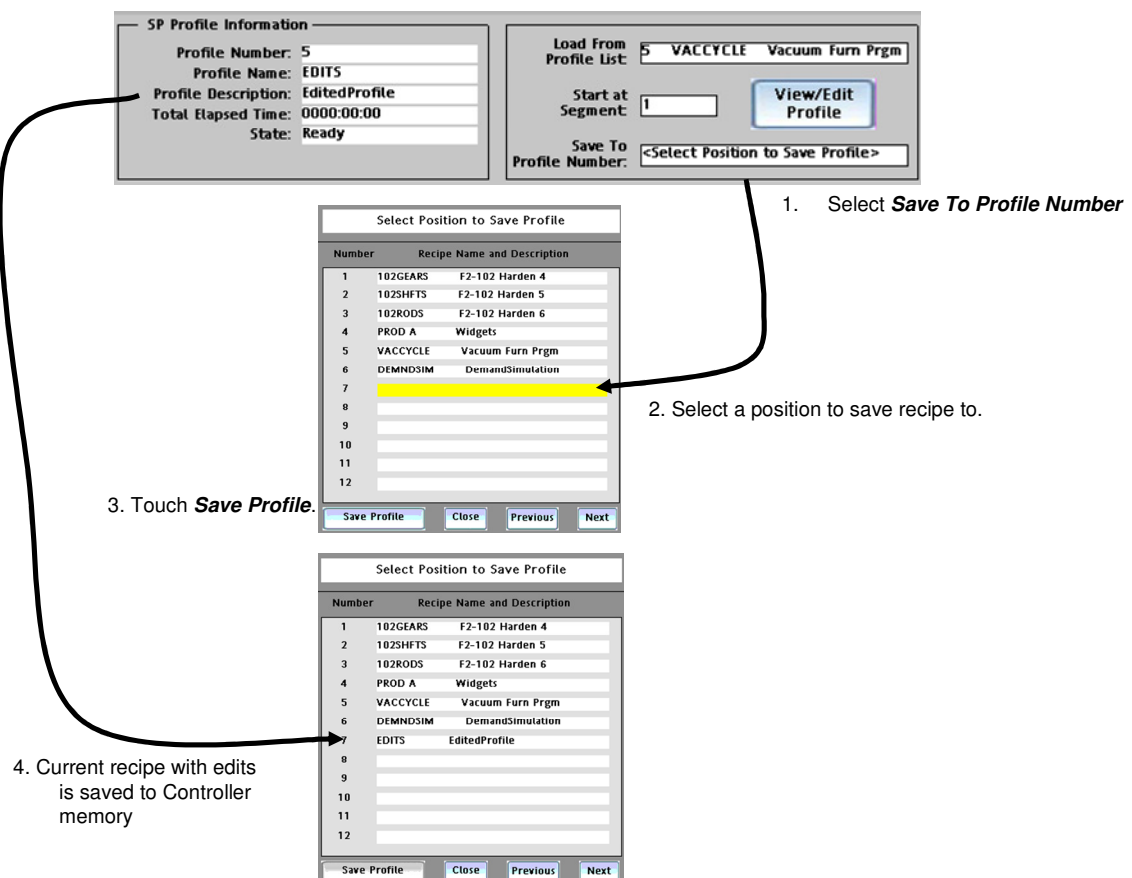 SP Profile Information
Profile Number: 5
Profile Name: EDITS
Profile Description: EditedProfile
Total Elapsed Time: 0000:00:00
State: Ready
Load From
Profile List: 5 VACCYCLE Vacuum Furn Prgm
Start at
Segment: 1
View/Edit
Profile
Save To
Profile Number: <Select Position to Save Profile>
1. Select Save To Profile Number
Select Position to Save Profile
Number Recipe Name and Description
1 102GEARS F2-102 Harden 4
2 102SHFTS F2-102 Harden 5
3 102RODS F2-102 Harden 6
4 PROD A Widgets
5 VACCYCLE Vacuum Furn Prgm
6 DEMNDSIM DemandSimulation
7
8
9
10
11
12
2. Select a position to save recipe to.
3. Touch Save Profile.
Save Profile Close Previous Next
Select Position to Save Profile
Number Recipe Name and Description
1 102GEARS F2-102 Harden 4
2 102SHFTS F2-102 Harden 5
3 102RODS F2-102 Harden 6
4 PROD A Widgets
5 VACCYCLE Vacuum Furn Prgm
6 DEMNDSIM DemandSimulation
7 EDITS EditedProfile
8
9
10
11
12
4. Current recipe with edits
is saved to Controller
memory
Save Profile Close Previous Next